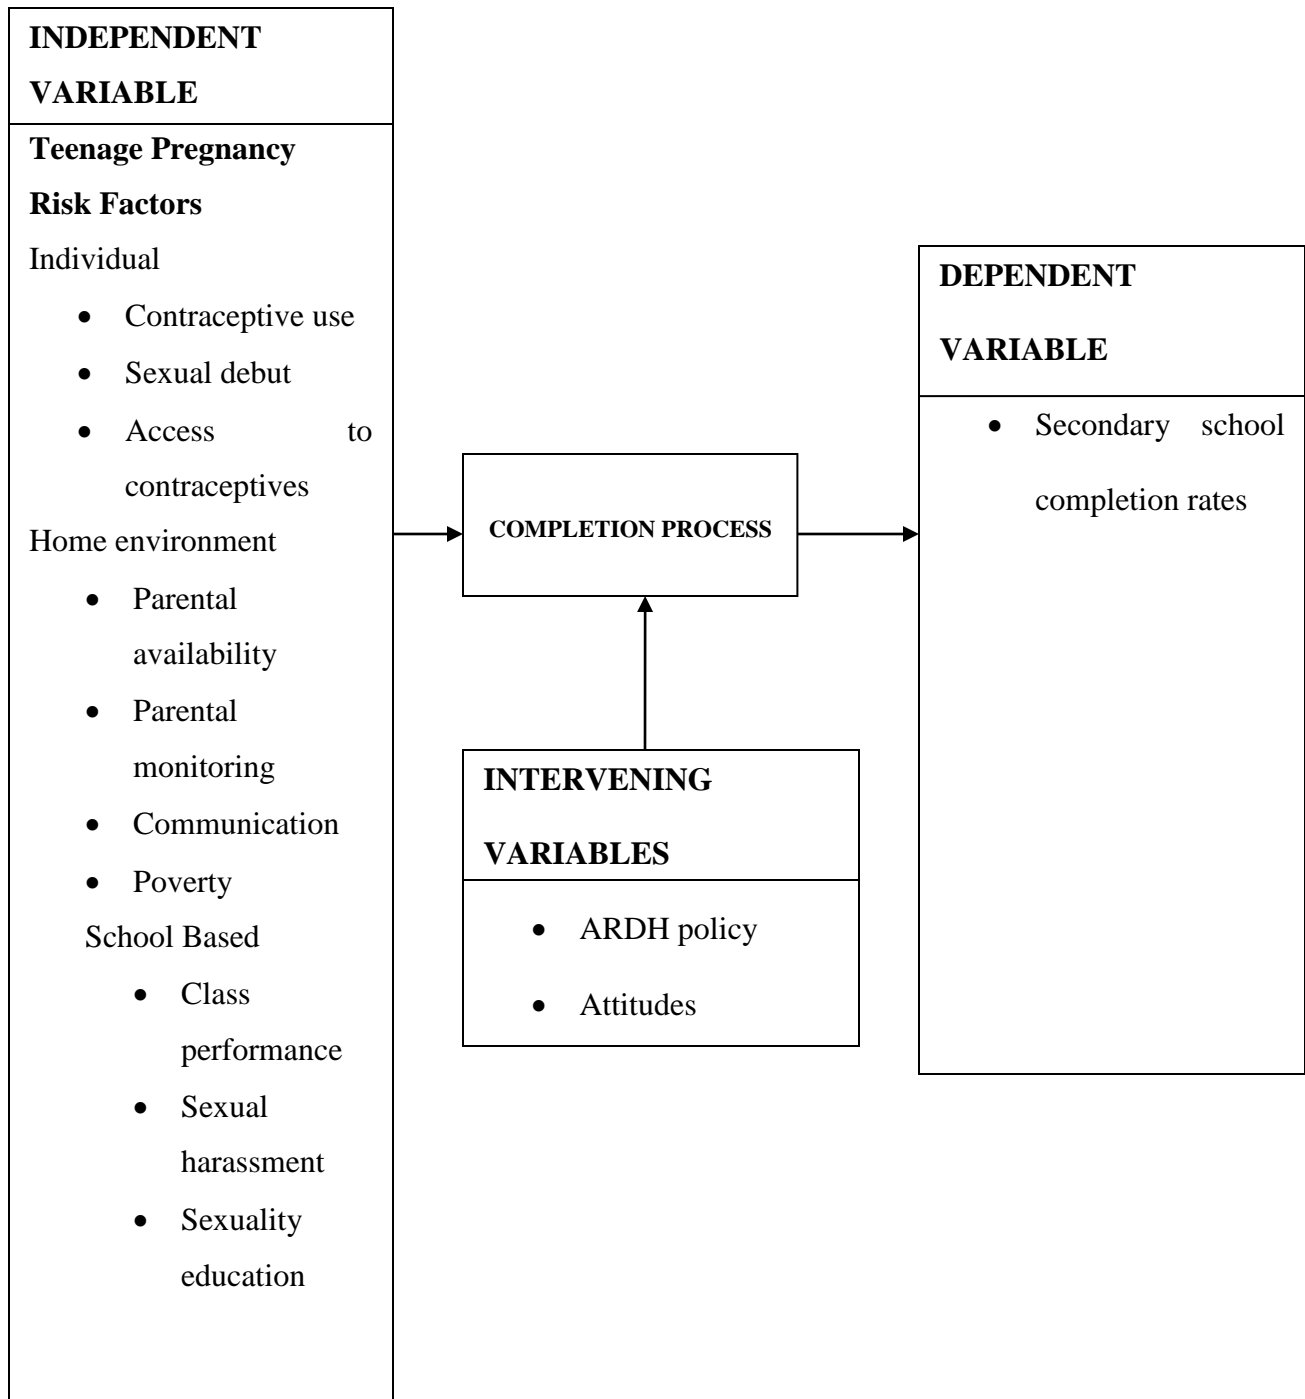 INDEPENDENT
VARIABLE
Teenage Pregnancy
Risk Factors
Individual
• Contraceptive use
• Sexual debut
• Access to
contraceptives
Home environment
• Parental
availability
• Parental
monitoring
• Communication
• Poverty
School Based
• Class
performance
• Sexual
harassment
• Sexuality
education
COMPLETION PROCESS
INTERVENING
VARIABLES
• ARDH policy
• Attitudes
DEPENDENT
VARIABLE
• Secondary school
completion rates